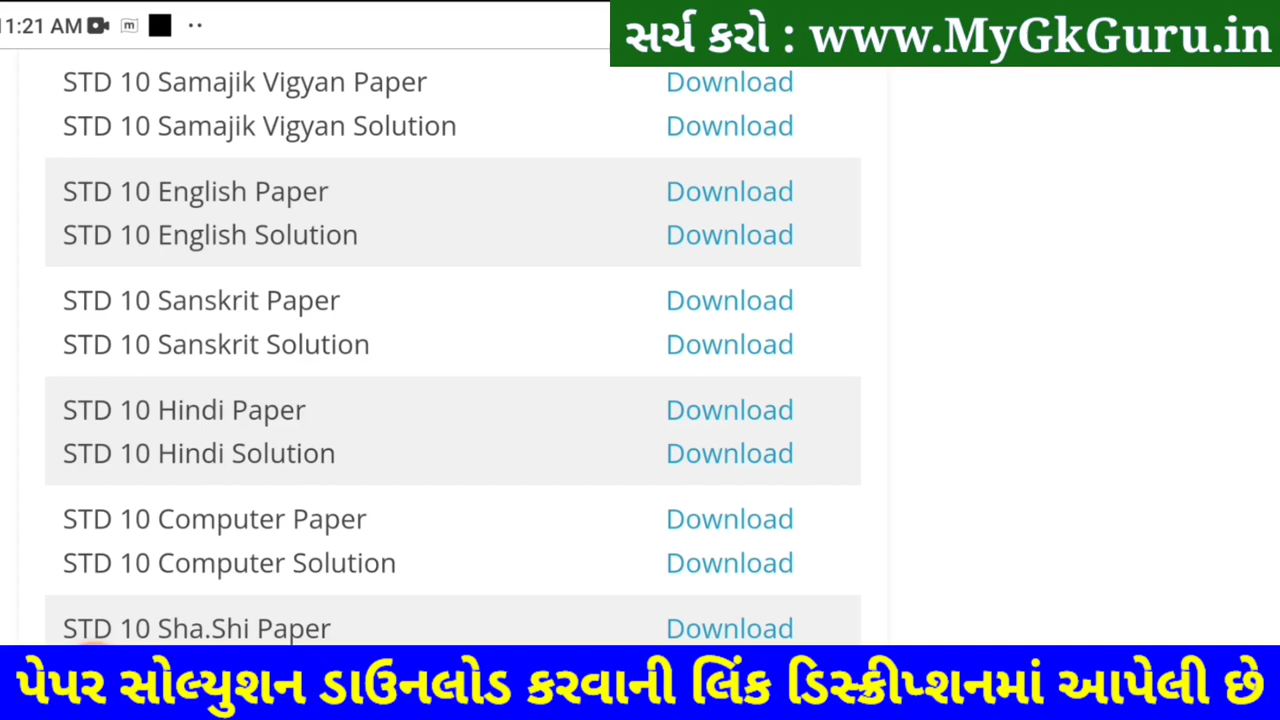 11:21 AM
સર્ચ કરો : www.MyGkGuru.in
STD 10 Samajik Vigyan Paper Download
STD 10 Samajik Vigyan Solution Download
STD 10 English Paper Download
STD 10 English Solution Download
STD 10 Sanskrit Paper Download
STD 10 Sanskrit Solution Download
STD 10 Hindi Paper Download
STD 10 Hindi Solution Download
STD 10 Computer Paper Download
STD 10 Computer Solution Download
STD 10 Sha.Shi Paper Download
પેપર સોલ્યુશન ડાઉનલોડ કરવાની લિંક ડિસ્ક્રીપ્શનમાં આપેલી છે